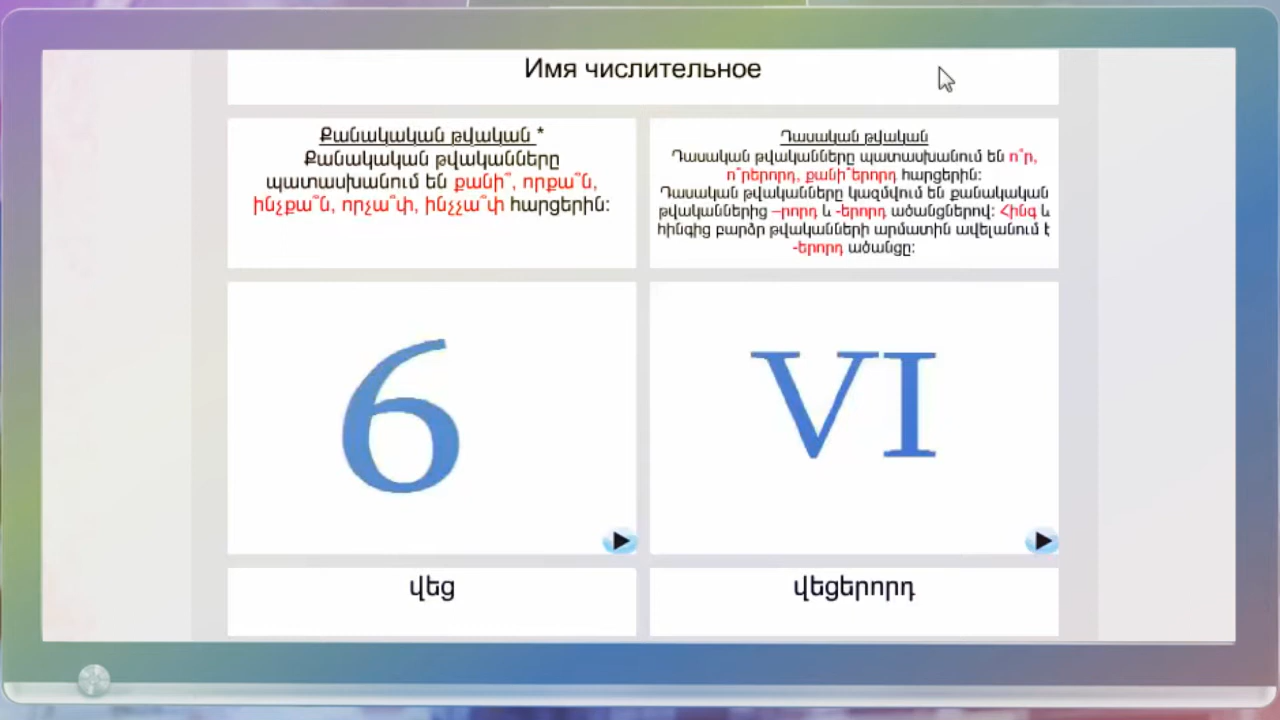 Имя числительное
Քանակական թվական *
Քանակական թվականները
պատասխանում են քանի՞, որքա՞ն,
ինչքա՞ն, որչա՞փ, ինչչա՞փ հարցերին:
Դասական թվական
Դասական թվականները պատասխանում են ո՞ր,
ո՞րերորդ, քանի՞երորդ հարցերին:
Դասական թվականները կազմվում են քանակական
թվականներից –րորդ և -երորդ ածանցներով: Հինգ և
հինգից բարձր թվականների արմատին ավելանում է
-երորդ ածանցը:
6
VI
վեց
վեցերորդ